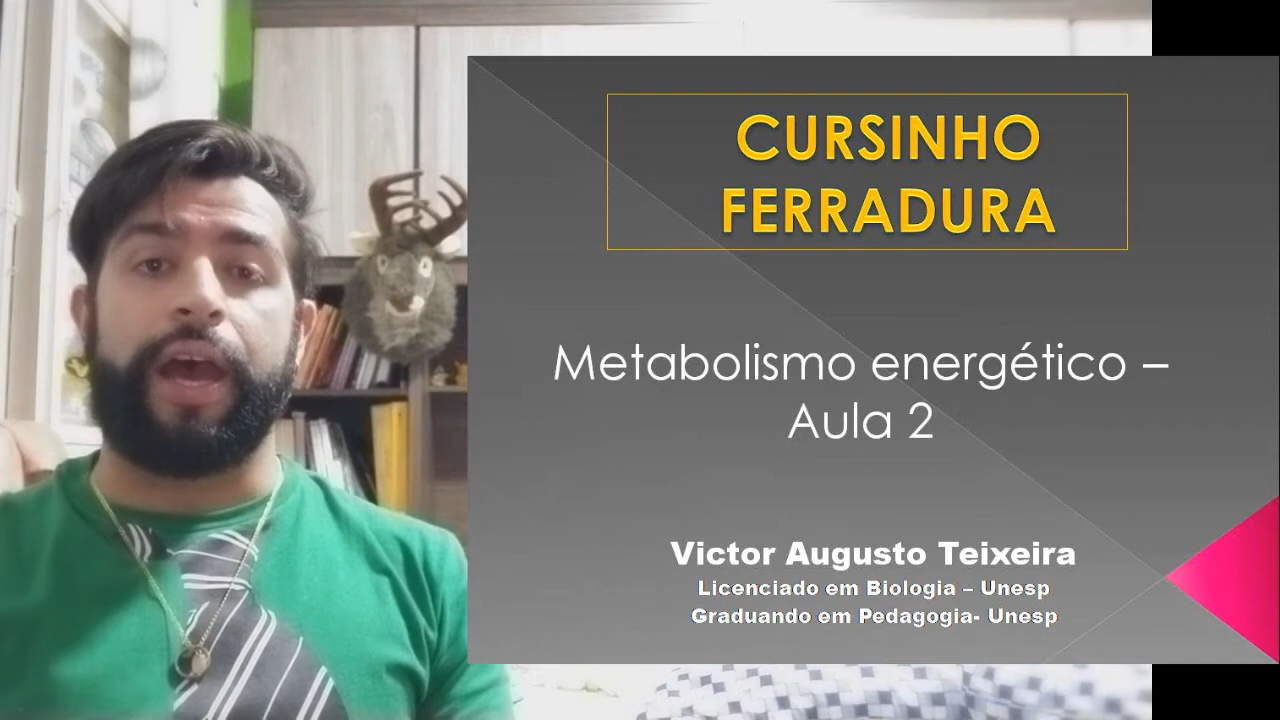 CURSINHO
FERRADURA
Metabolismo energético –
Aula 2
Victor Augusto Teixeira
Licenciado em Biologia – Unesp
Graduando em Pedagogia- Unesp